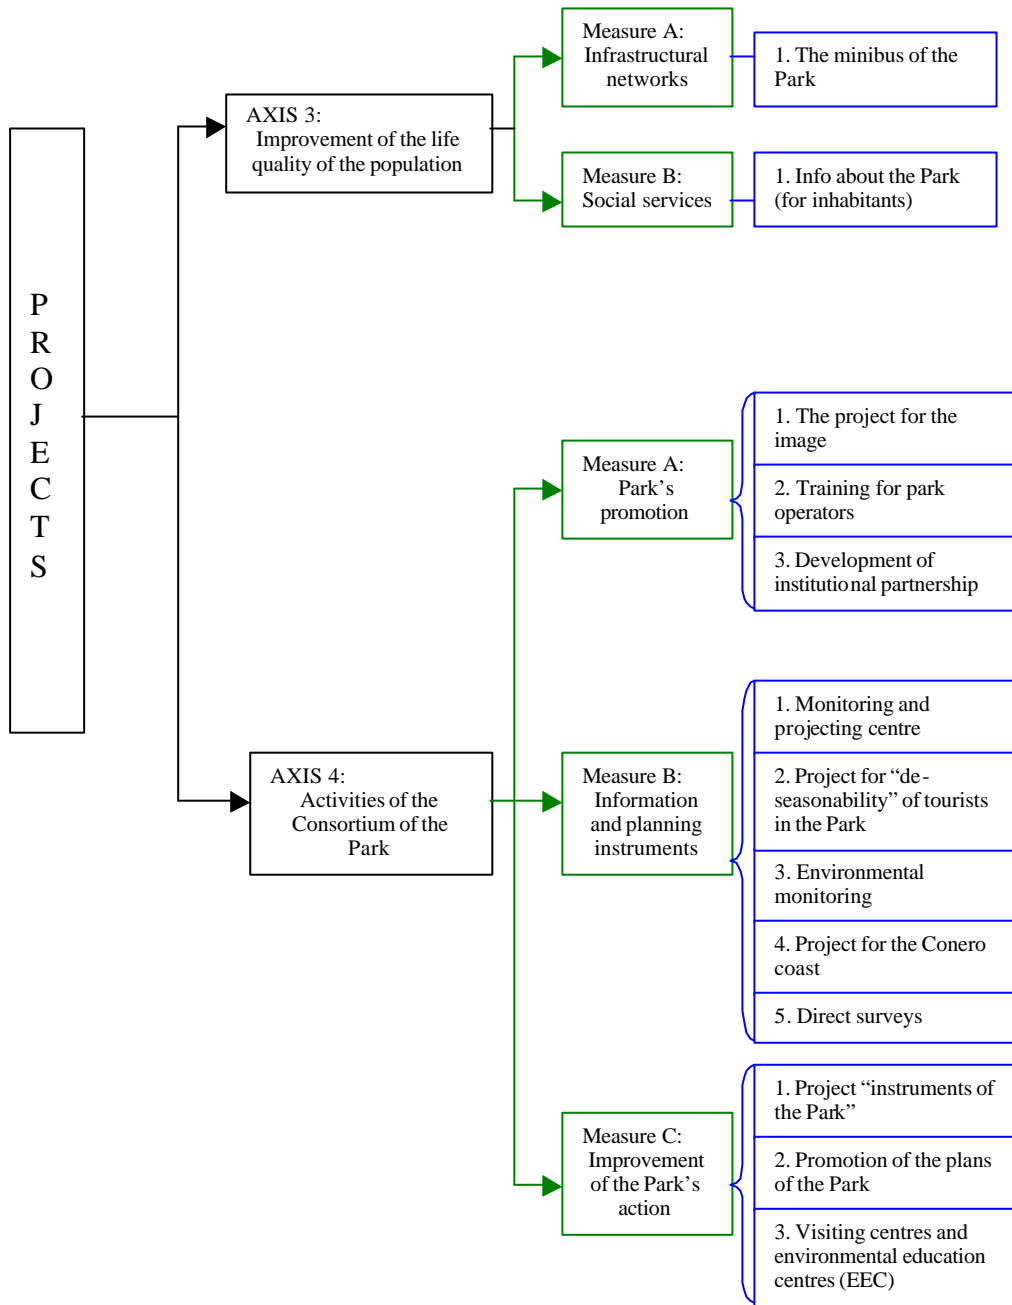 PROJECTS
AXIS 3:
Improvement of the life
quality of the population
Measure A:
Infrastructural
networks
1. The minibus of the
Park
Measure B:
Social services
1. Info about the Park
(for inhabitants)
AXIS 4:
Activities of the
Consortium of the
Park
Measure A:
Park’s
promotion
1. The project for the
image
2. Training for park
operators
3. Development of
institutional partnership
Measure B:
Information
and planning
instruments
1. Monitoring and
projecting centre
2. Project for “de-
seasonability” of tourists
in the Park
3. Environmental
monitoring
4. Project for the Conero
coast
5. Direct surveys
Measure C:
Improvement
of the Park’s
action
1. Project “instruments of
the Park”
2. Promotion of the plans
of the Park
3. Visiting centres and
environmental education
centres (EEC)